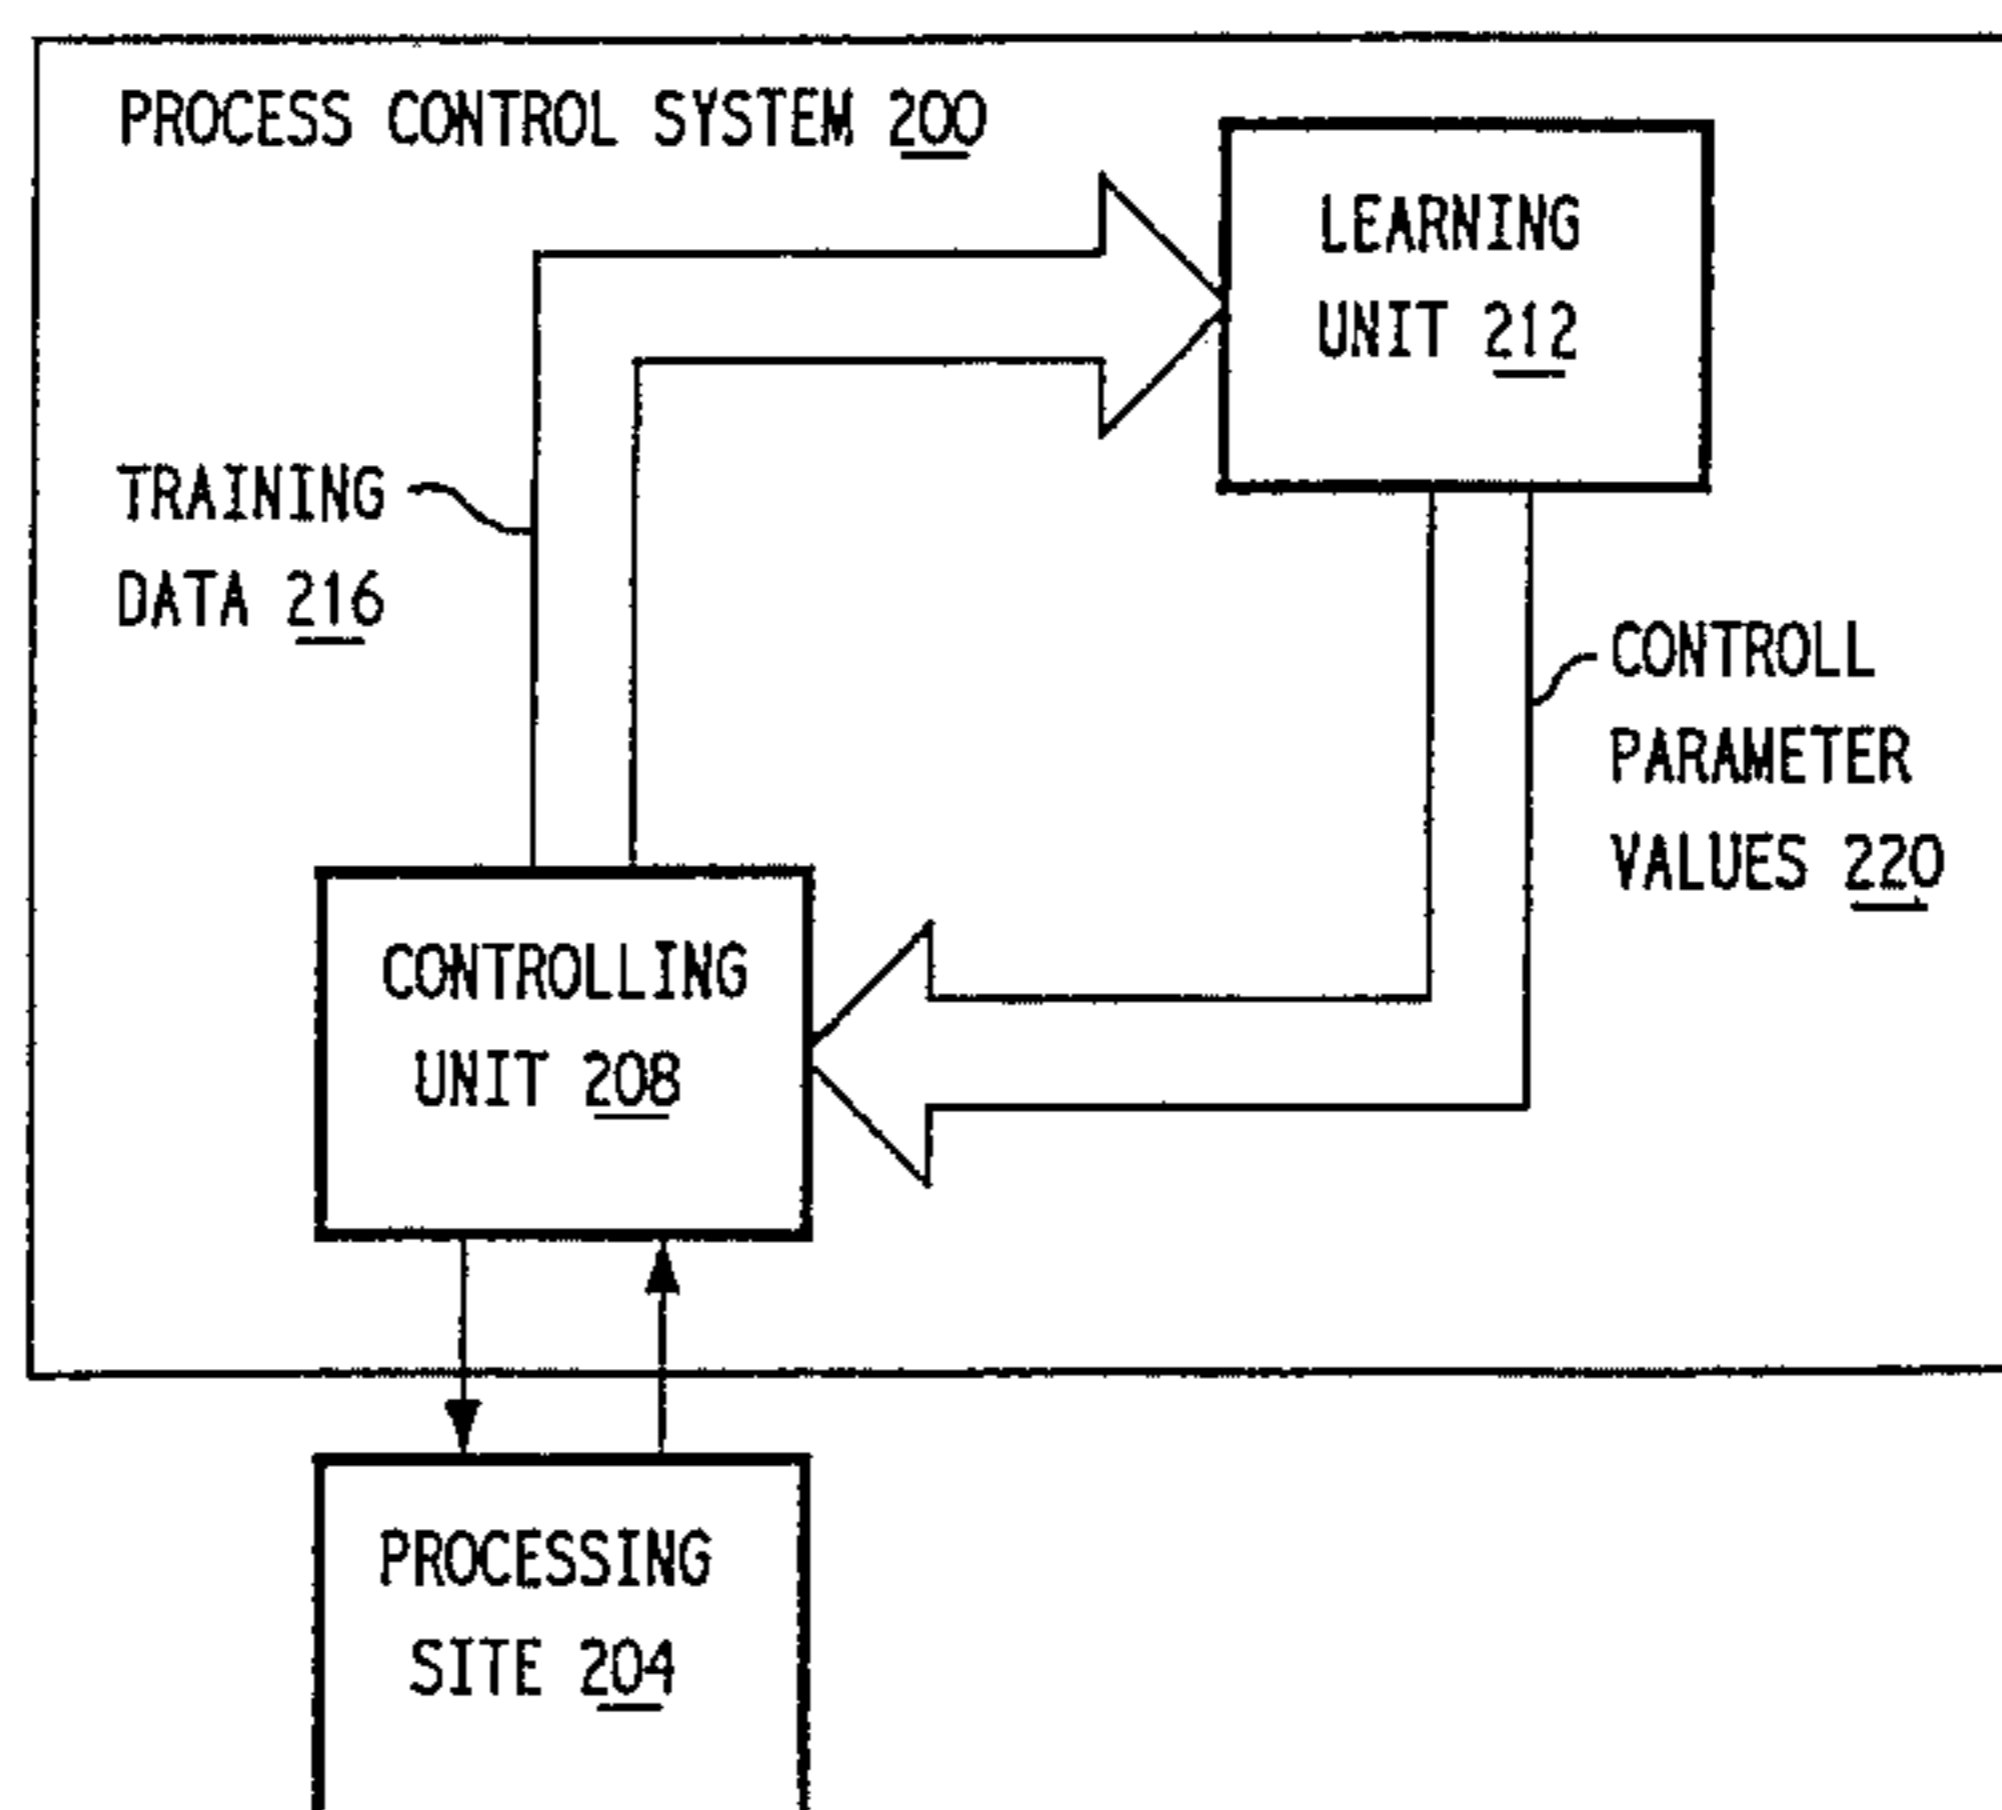 PROCESS CONTROL SYSTEM 200
LEARNING
UNIT 212
TRAINING
DATA 216
CONTROLL
PARAMETER
VALUES 220
CONTROLLING
UNIT 208
PROCESSING
SITE 204